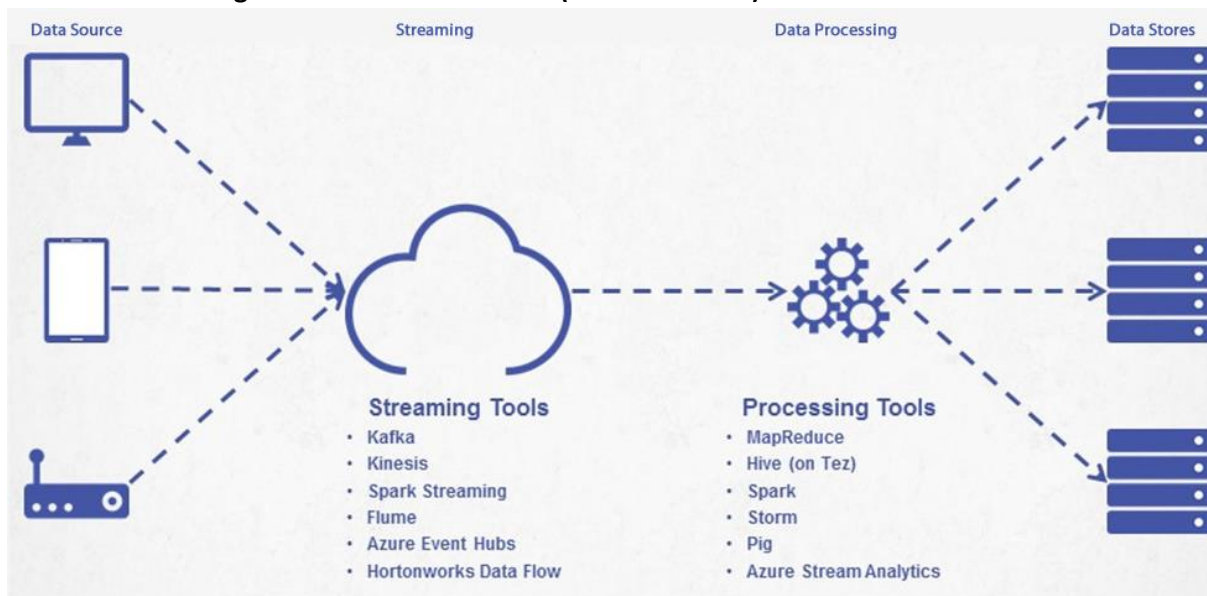 Data Source
Streaming
Data Processing
Data Stores
Streaming Tools
• Kafka
• Kinesis
• Spark Streaming
• Flume
• Azure Event Hubs
• Hortonworks Data Flow
Processing Tools
• MapReduce
• Hive (on Tez)
• Spark
• Storm
• Pig
• Azure Stream Analytics